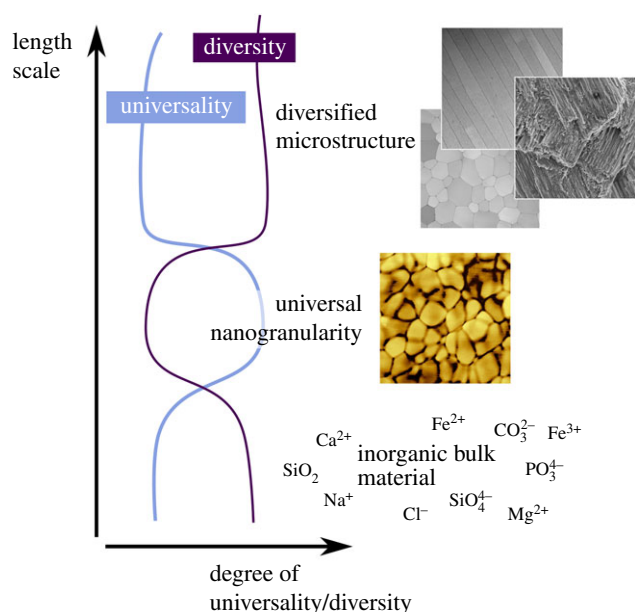 length
scale
diversity
universality
diversified
microstructure
universal
nanogranularity
Fe²⁺
CO₃²⁻
Fe³⁺
Ca²⁺
inorganic bulk
material
SiO₂
PO₃⁴⁻
Na⁺
Cl⁻
SiO₄⁴⁻
Mg²⁺
degree of
universality/diversity